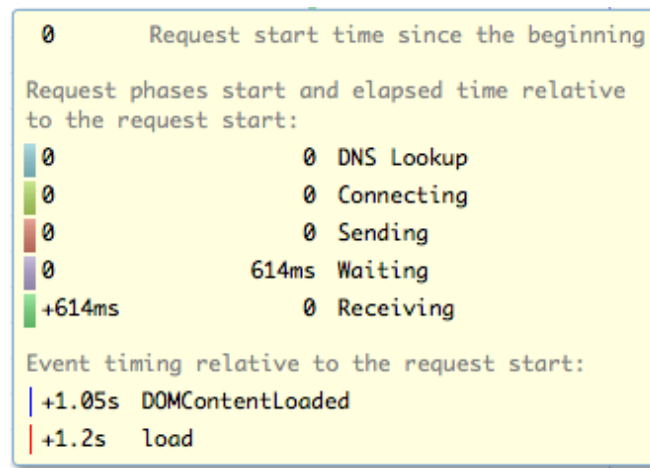 0 Request start time since the beginning
Request phases start and elapsed time relative
to the request start:
0 0 DNS Lookup
0 0 Connecting
0 0 Sending
0 614ms Waiting
+614ms 0 Receiving
Event timing relative to the request start:
+1.05s DOMContentLoaded
+1.2s load